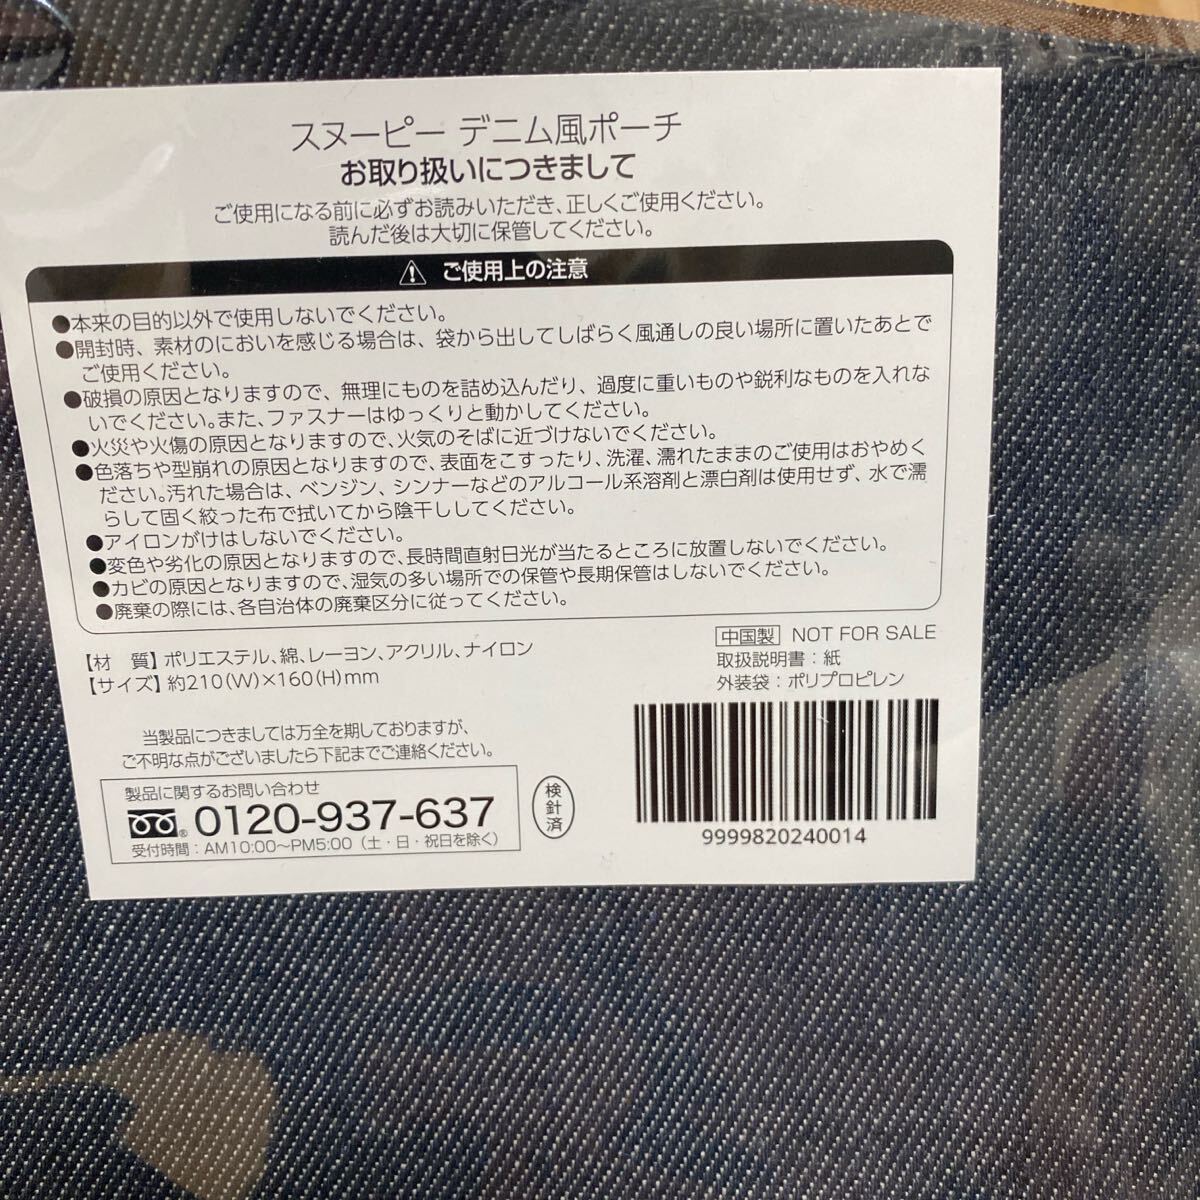 スヌーピー デニム風ポーチ
お取り扱いにつきまして
ご使用になる前に必ずお読みいただき、正しくご使用ください。
読んだ後は大切に保管してください。
⚠ ご使用上の注意
●本来の目的以外で使用しないでください。
●開封時、素材のにおいを感じる場合は、袋から出してしばらく風通しの良い場所に置いたあとで
ご使用ください。
●破損の原因となりますので、無理にものを詰め込んだり、過度に重いものや鋭利なものを入れな
いでください。また、ファスナーはゆっくりと動かしてください。
●火災や火傷の原因となりますので、火気のそばに近づけないでください。
●色落ちや型崩れの原因となりますので、表面をこすったり、洗濯、濡れたままのご使用はおやめく
ださい。汚れた場合は、ベンジン、シンナーなどのアルコール系溶剤と漂白剤は使用せず、水で濡
らして固く絞った布で拭いてから陰干ししてください。
●アイロンがけはしないでください。
●変色や劣化の原因となりますので、長時間直射日光が当たるところに放置しないでください。
●カビの原因となりますので、湿気の多い場所での保管や長期保管はしないでください。
●廃棄の際には、各自治体の廃棄区分に従ってください。
【材　質】ポリエステル、綿、レーヨン、アクリル、ナイロン
【サイズ】約210(W)×160(H)mm
中国製 NOT FOR SALE
取扱説明書：紙
外装袋：ポリプロピレン
当製品につきましては万全を期しておりますが、
ご不明な点がございましたら下記までご連絡ください。
製品に関するお問い合わせ
® 0120-937-637
受付時間：AM10:00～PM5:00（土・日・祝日を除く）
検針済
9999820240014